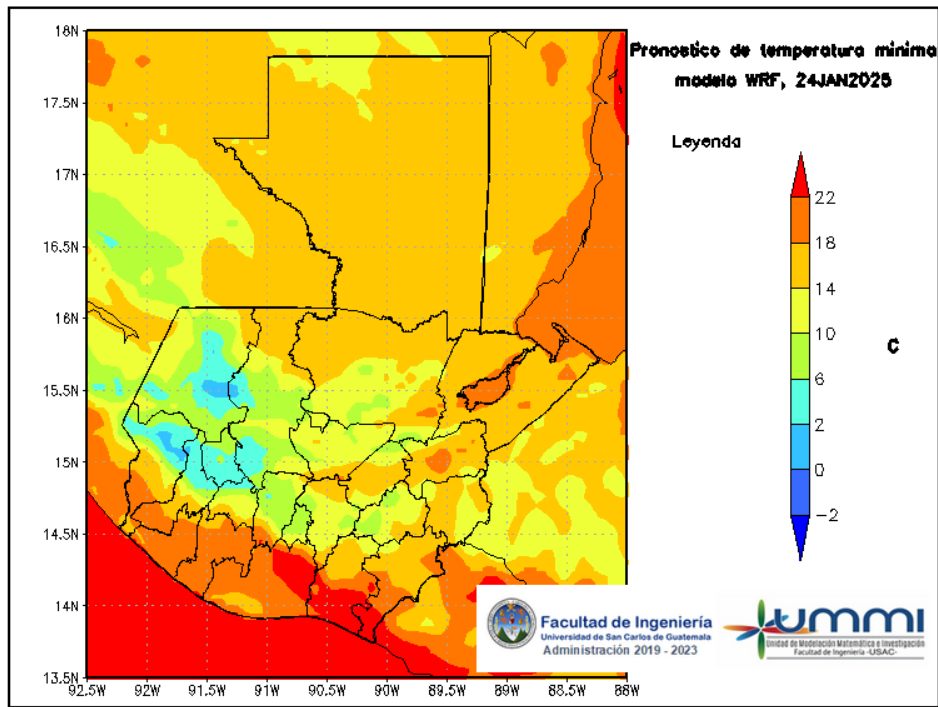 Pronostico de temperatura minima
modelo WRF, 24JAN2025
Leyenda
22
18
14
10
6
2
0
−2
C
18N
17.5N
17N
16.5N
16N
15.5N
15N
14.5N
14N
13.5N
92.5W
92W
91.5W
91W
90.5W
90W
89.5W
89W
88.5W
88W
Facultad de Ingeniería
Universidad de San Carlos de Guatemala
Administración 2019 - 2023
ummi
Unidad de Modelación Matemática e Investigación
Facultad de Ingeniería -USAC-